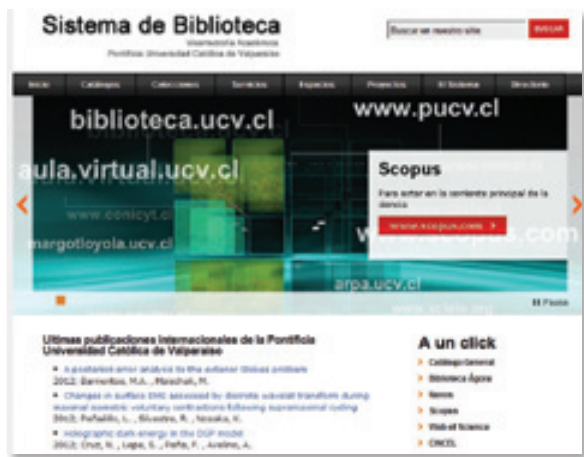 Sistema de Biblioteca
Vicerrectoría Académica
Pontificia Universidad Católica de Valparaíso
Buscar en nuestro sitio
BUSCAR
Inicio Catálogos Colecciones Servicios Espacios Proyectos El Sistema Directorio
biblioteca.ucv.cl
www.pucv.cl
aula.virtual.ucv.cl
www.conicyt.cl
margotloyola.ucv.cl
www.scopus.com
arpa.ucv.cl
www.scielo.org
Scopus
Para estar en la corriente principal de la
ciencia
www.scopus.com >
Pausa
Ultimas publicaciones internacionales de la Pontificia
Universidad Católica de Valparaíso
A posteriori error analysis to the exterior Stokes problem
2012; Barrientos, M.A. , Maischak, M.
Changes in surface EMG assessed by discrete wavelet transform during
maximal isometric voluntary contractions following supramaximal cycling
2012; Peñailillo, L. , Silvestre, R. , Nosaka, K.
Holographic dark energy in the DGP model
2012; Cruz, N. , Lepe, S. , Peña, F. , Avelino, A.
A un click
Catálogo General
Biblioteca Ágora
Scopus
Web of Science
CINCEL